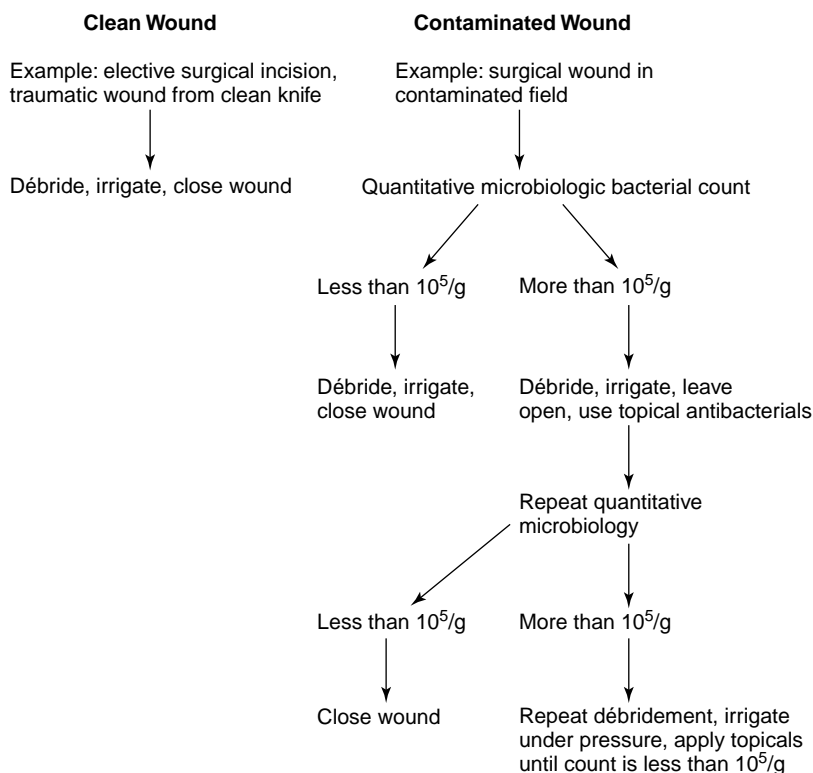 Clean Wound
Example: elective surgical incision,
traumatic wound from clean knife
Débride, irrigate, close wound
Contaminated Wound
Example: surgical wound in
contaminated field
Quantitative microbiologic bacterial count
Less than 10⁵/g
More than 10⁵/g
Débride, irrigate,
close wound
Débride, irrigate, leave
open, use topical antibacterials
Repeat quantitative
microbiology
Less than 10⁵/g
More than 10⁵/g
Close wound
Repeat débridement, irrigate
under pressure, apply topicals
until count is less than 10⁵/g